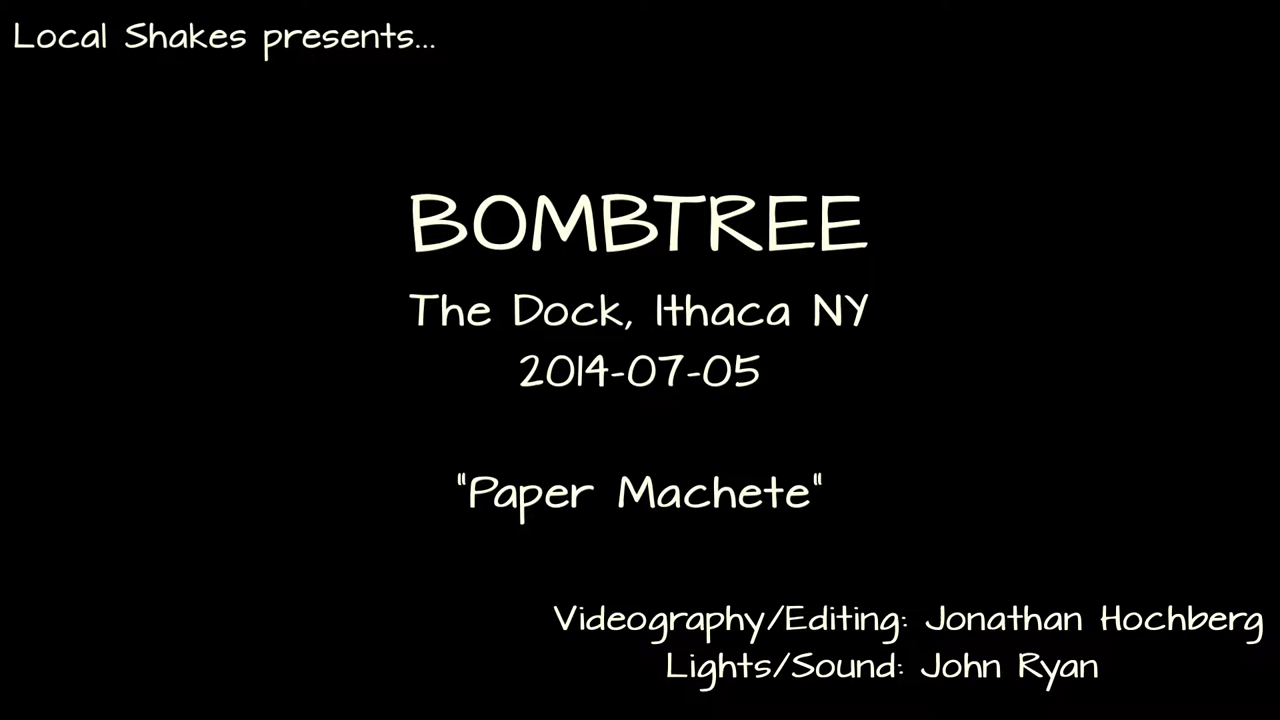 Local Shakes presents...
BOMBTREE
The Dock, Ithaca NY
2014-07-05
"Paper Machete"
Videography/Editing: Jonathan Hochberg
Lights/Sound: John Ryan